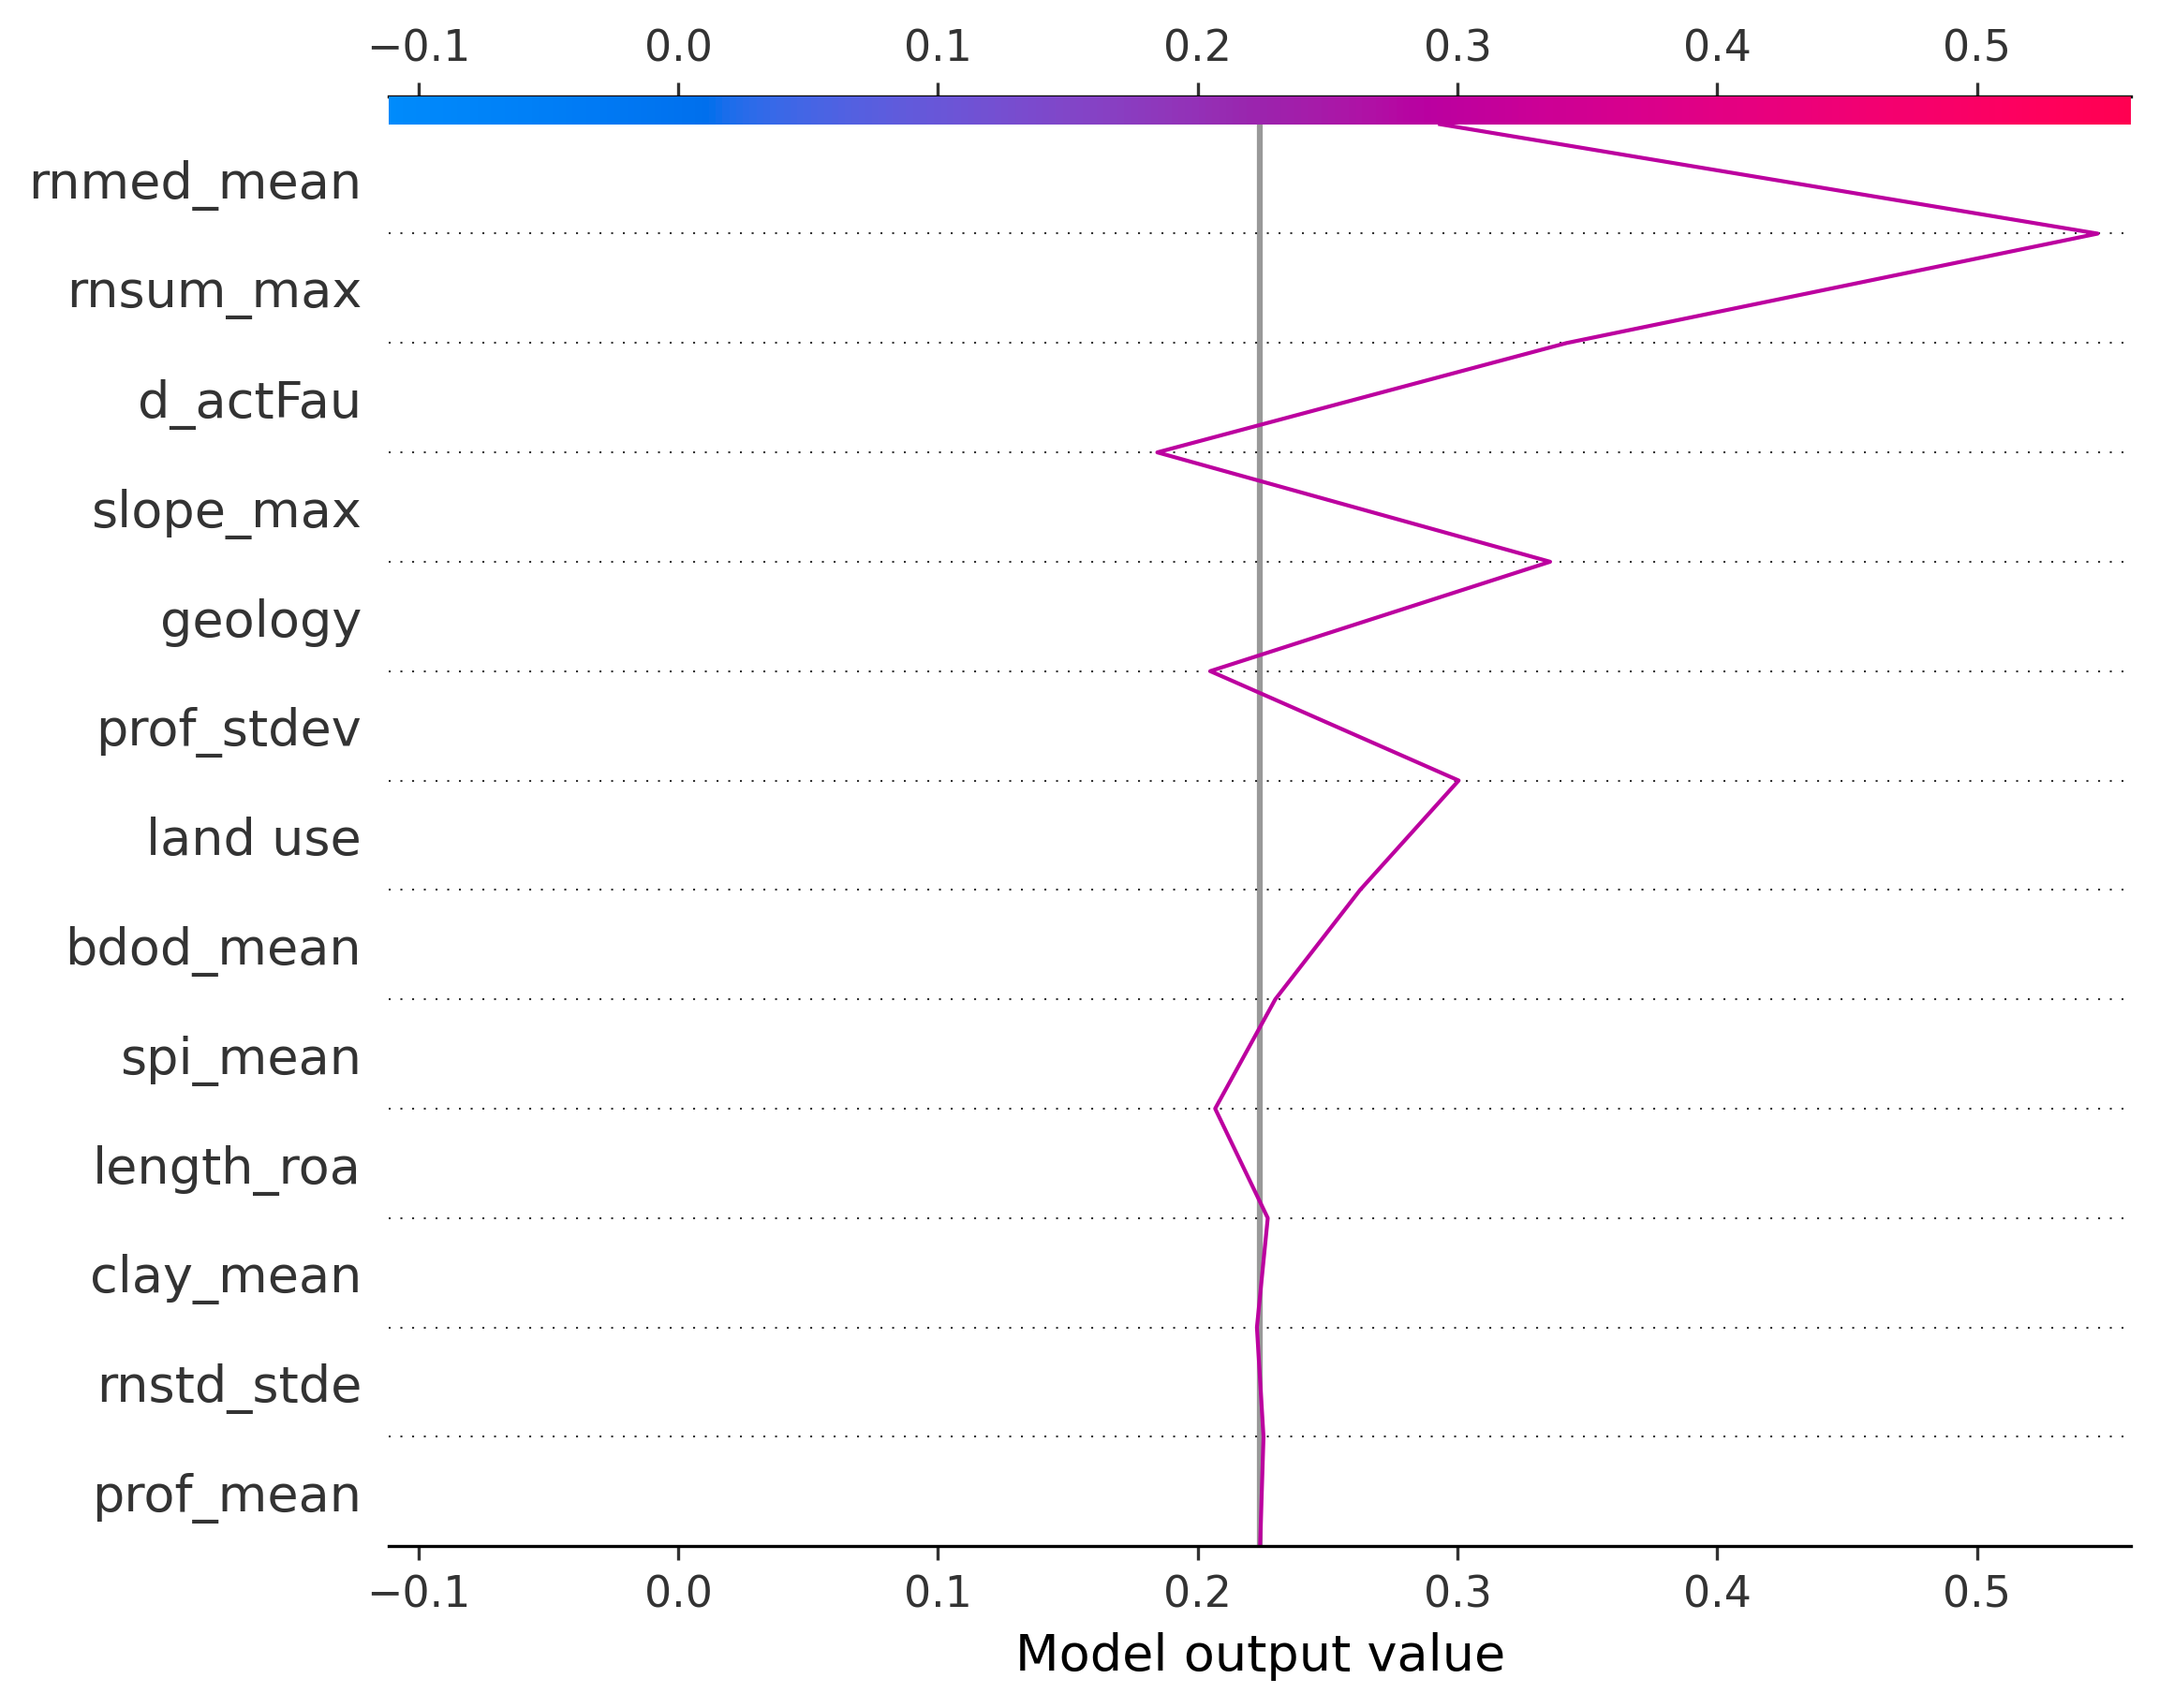 −0.1 0.0 0.1 0.2 0.3 0.4 0.5
rnmed_mean
rnsum_max
d_actFau
slope_max
geology
prof_stdev
land use
bdod_mean
spi_mean
length_roa
clay_mean
rnstd_stde
prof_mean
−0.1 0.0 0.1 0.2 0.3 0.4 0.5
Model output value